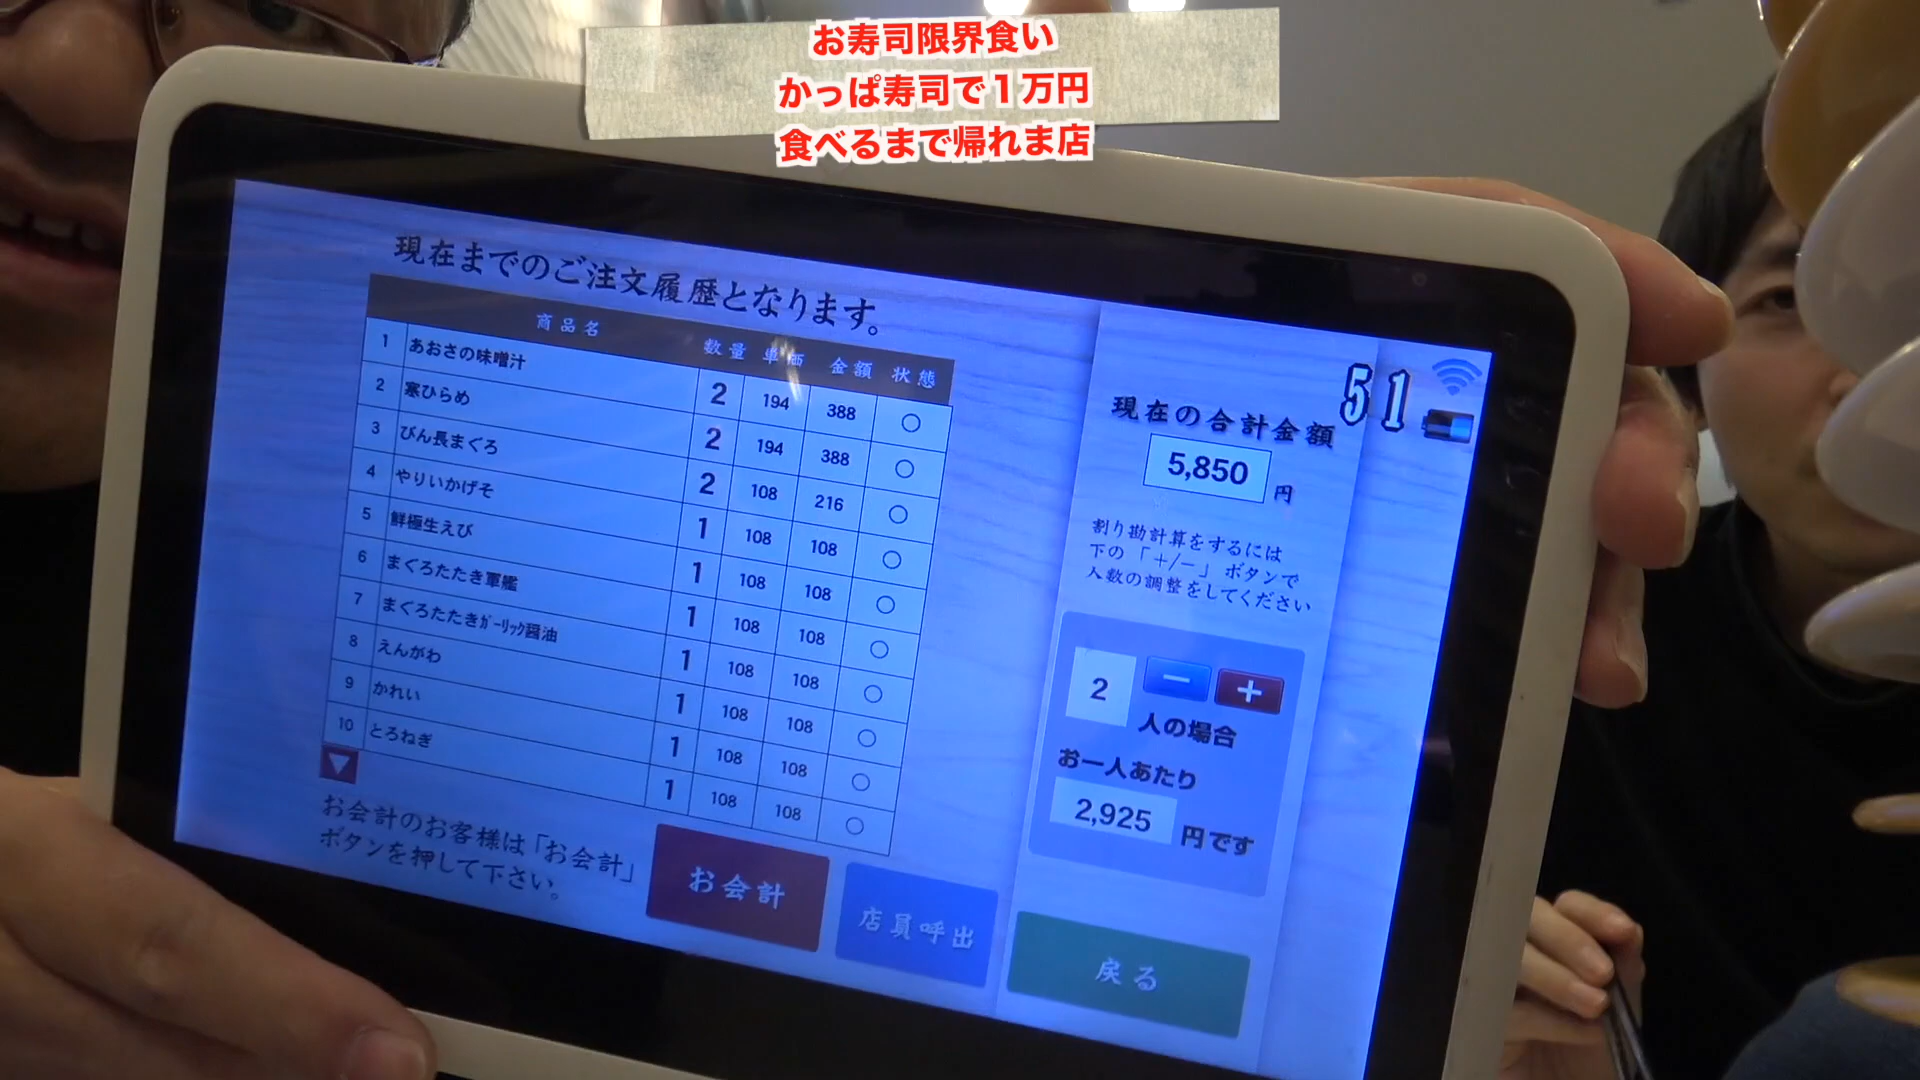 お寿司限界食い
かっぱ寿司で1万円
食べるまで帰れま店
現在までのご注文履歴となります。
商品名 数量 単価 金額 状態
1 あおさの味噌汁 2 194 388 ○
2 寒ひらめ 2 194 388 ○
3 びん長まぐろ 2 108 216 ○
4 やりいかげそ 1 108 108 ○
5 鮮極生えび 1 108 108 ○
6 まぐろたたき軍艦 1 108 108 ○
7 まぐろたたきガーリック醤油 1 108 108 ○
8 えんがわ 1 108 108 ○
9 かれい 1 108 108 ○
10 とろねぎ 1 108 108 ○
▼
お会計のお客様は「お会計」
ボタンを押して下さい。
お会計
店員呼出
51
現在の合計金額
5,850 円
割り勘計算をするには
下の「+/−」ボタンで
人数の調整をしてください
2 − +
人の場合
お一人あたり
2,925 円です
戻る